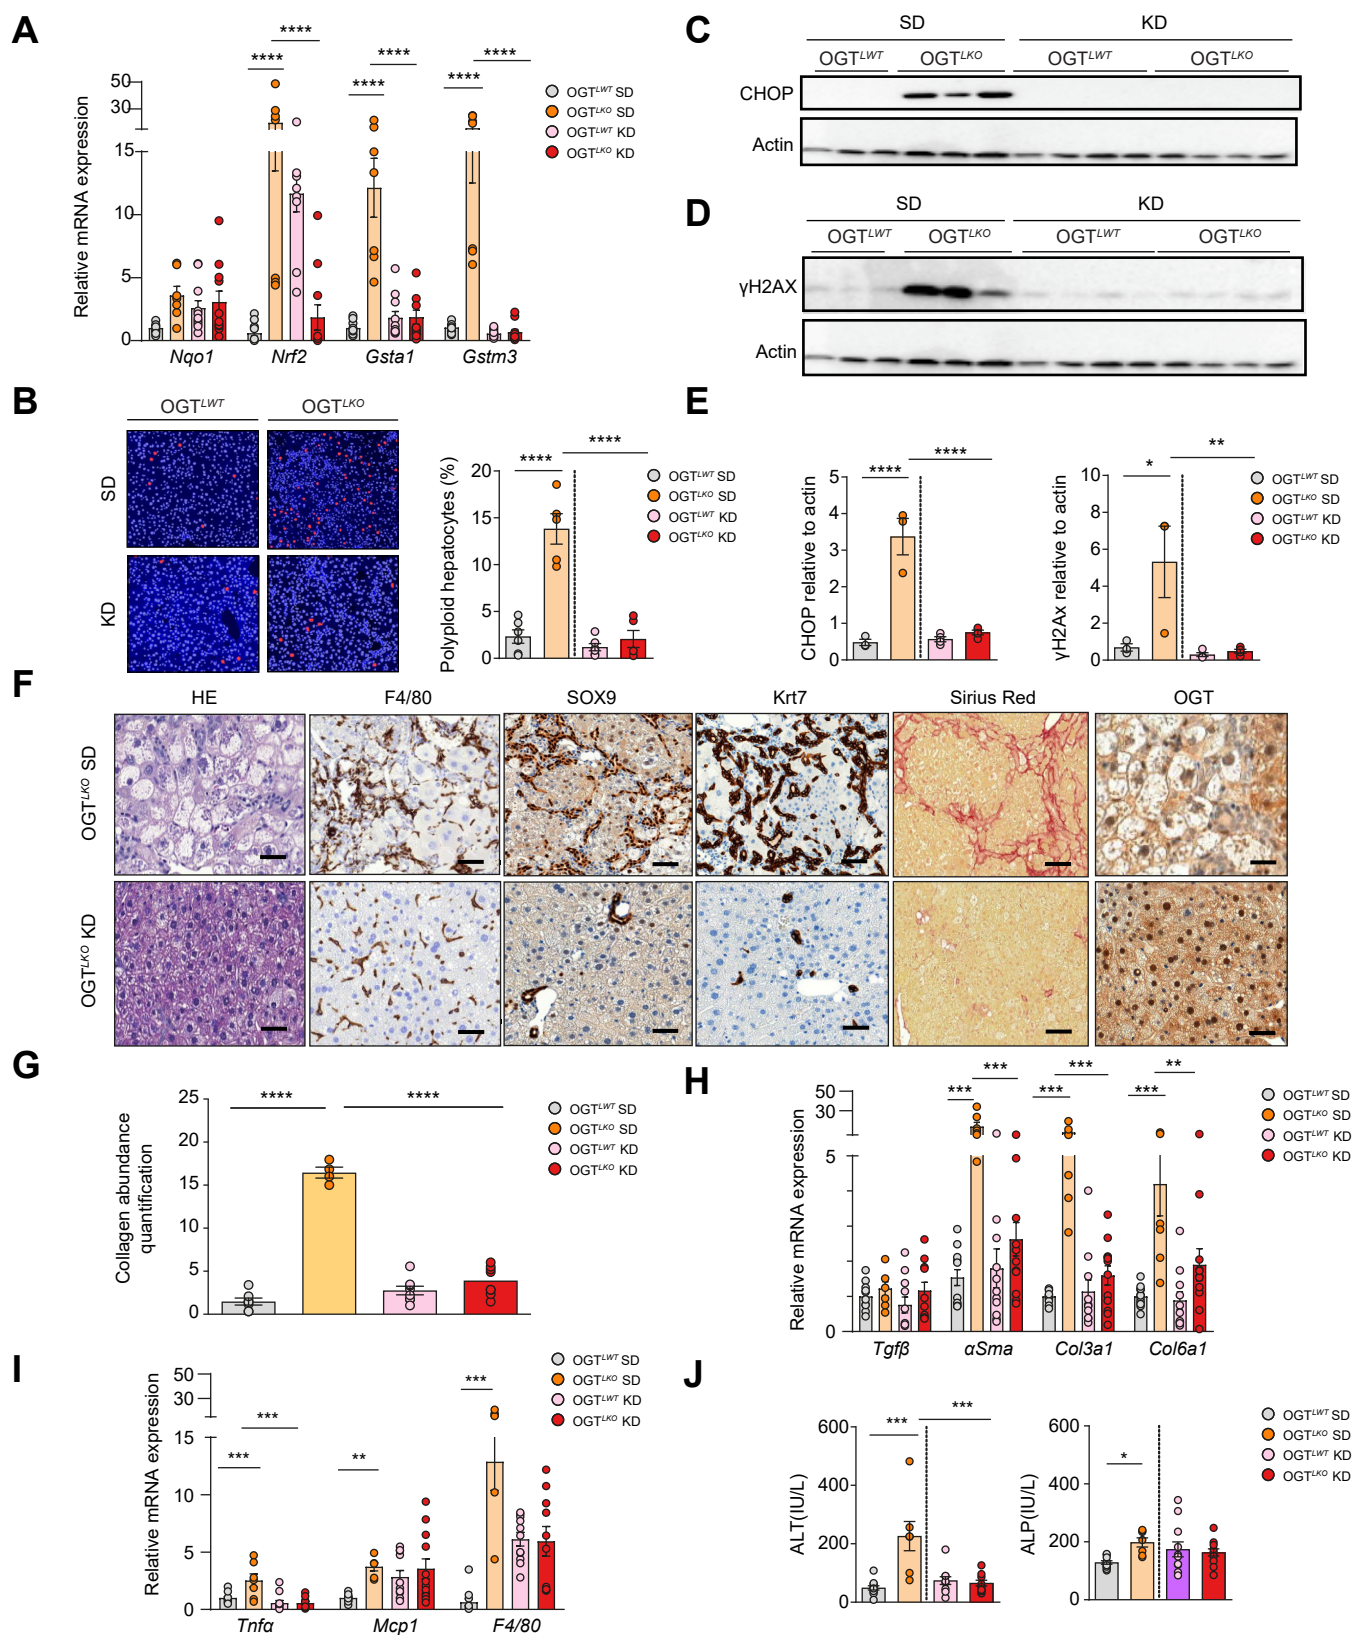 A
****
****
****
****
****
****
50
30
15
10
5
0
Relative mRNA expression
Nqo1
Nrf2
Gsta1
Gstm3
OGTLWT SD
OGTLKO SD
OGTLWT KD
OGTLKO KD
C
SD
KD
OGTLWT
OGTLKO
OGTLWT
OGTLKO
CHOP
Actin
D
SD
KD
OGTLWT
OGTLKO
OGTLWT
OGTLKO
γH2AX
Actin
B
OGTLWT
OGTLKO
SD
KD
Polyploid hepatocytes (%)
20
15
10
5
0
****
****
OGTLWT SD
OGTLKO SD
OGTLWT KD
OGTLKO KD
E
CHOP relative to actin
5
4
3
2
1
0
****
****
γH2Ax relative to actin
10
8
6
4
2
0
*
**
OGTLWT SD
OGTLKO SD
OGTLWT KD
OGTLKO KD
F
HE
F4/80
SOX9
Krt7
Sirius Red
OGT
OGTLKO SD
OGTLKO KD
G
Collagen abundance
quantification
25
20
15
10
5
0
****
****
OGTLWT SD
OGTLKO SD
OGTLWT KD
OGTLKO KD
H
Relative mRNA expression
50
30
5
0
***
***
***
***
***
**
Tgfβ
αSma
Col3a1
Col6a1
OGTLWT SD
OGTLKO SD
OGTLWT KD
OGTLKO KD
I
Relative mRNA expression
50
30
15
10
5
0
***
***
**
***
Tnfα
Mcp1
F4/80
OGTLWT SD
OGTLKO SD
OGTLWT KD
OGTLKO KD
J
ALT(IU/L)
600
400
200
0
***
***
ALP(IU/L)
600
400
200
0
*
OGTLWT SD
OGTLKO SD
OGTLWT KD
OGTLKO KD